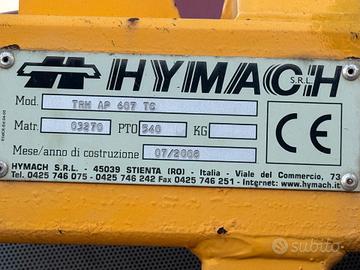 HYMACH S.R.L.
Mod. TRH AP 607 TG
Matr. 03270 PTO 540 KG
CE
Mese/anno di costruzione 07/2008
HYMACH S.R.L. - 45039 STIENTA (RO) - Italia - Viale del Commercio, 73
Tel. 0425 746 075 - 0425 746 242 Fax 0425 746 251 - Internet: www.hymach.it
subito